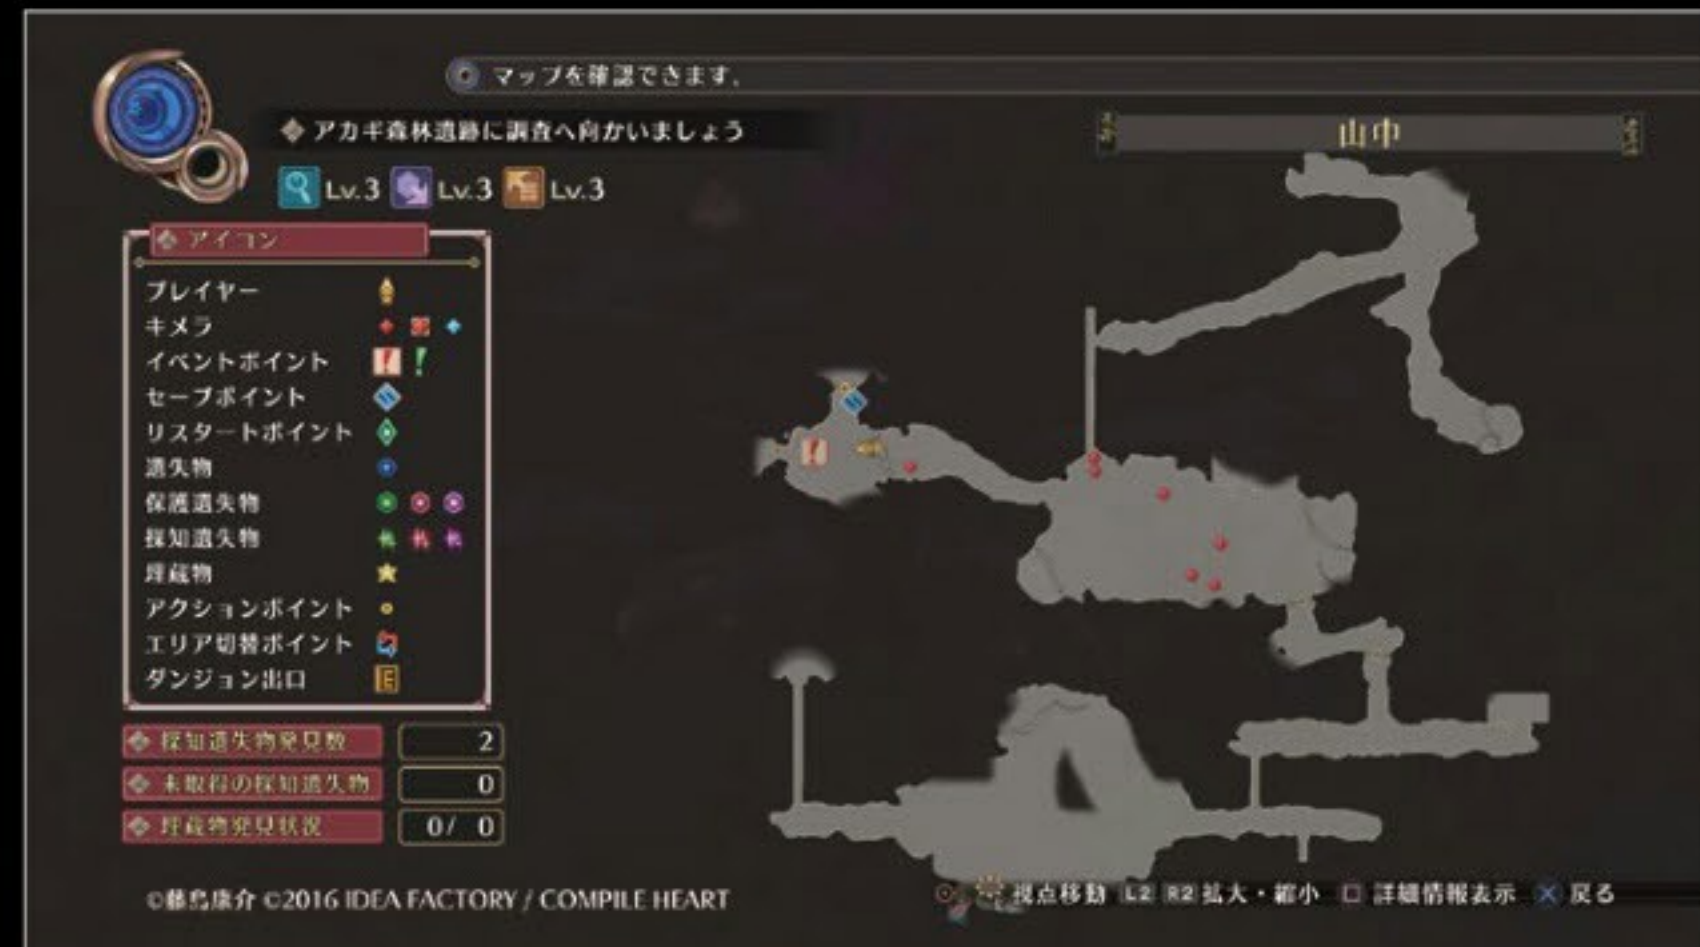 マップを確認できます。
アカギ森林遺跡に調査へ向かいましょう
山中
Lv.3 Lv.3 Lv.3
アイコン
プレイヤー
キメラ
イベントポイント
セーブポイント
リスタートポイント
遺失物
保護遺失物
探知遺失物
埋蔵物
アクションポイント
エリア切替ポイント
ダンジョン出口 E
探知遺失物発見数 2
未取得の探知遺失物 0
埋蔵物発見状況 0/ 0
©藤島康介 ©2016 IDEA FACTORY / COMPILE HEART
視点移動 L2 R2 拡大・縮小 □ 詳細情報表示 × 戻る